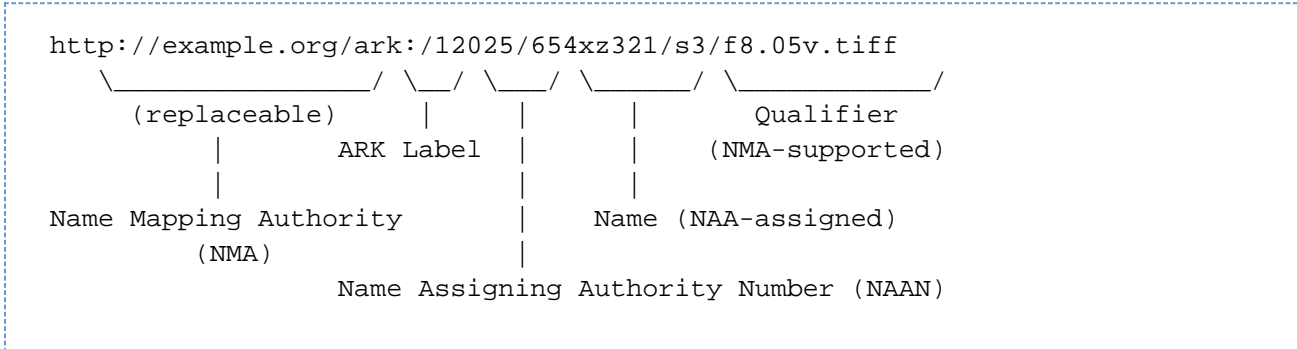 http://example.org/ark:/12025/654xz321/s3/f8.05v.tiff
\________________/ \__/ \___/ \______/ \____________/
(replaceable) | | | Qualifier
| ARK Label | | (NMA-supported)
| | |
Name Mapping Authority | Name (NAA-assigned)
(NMA) |
Name Assigning Authority Number (NAAN)